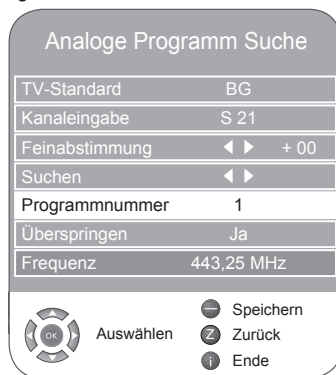 Analoge Programm Suche
TV-Standard BG
Kanaleingabe S 21
Feinabstimmung + 00
Suchen
Programmnummer 1
Überspringen Ja
Frequenz 443,25 MHz
Speichern
OK Auswählen Z Zurück
i Ende